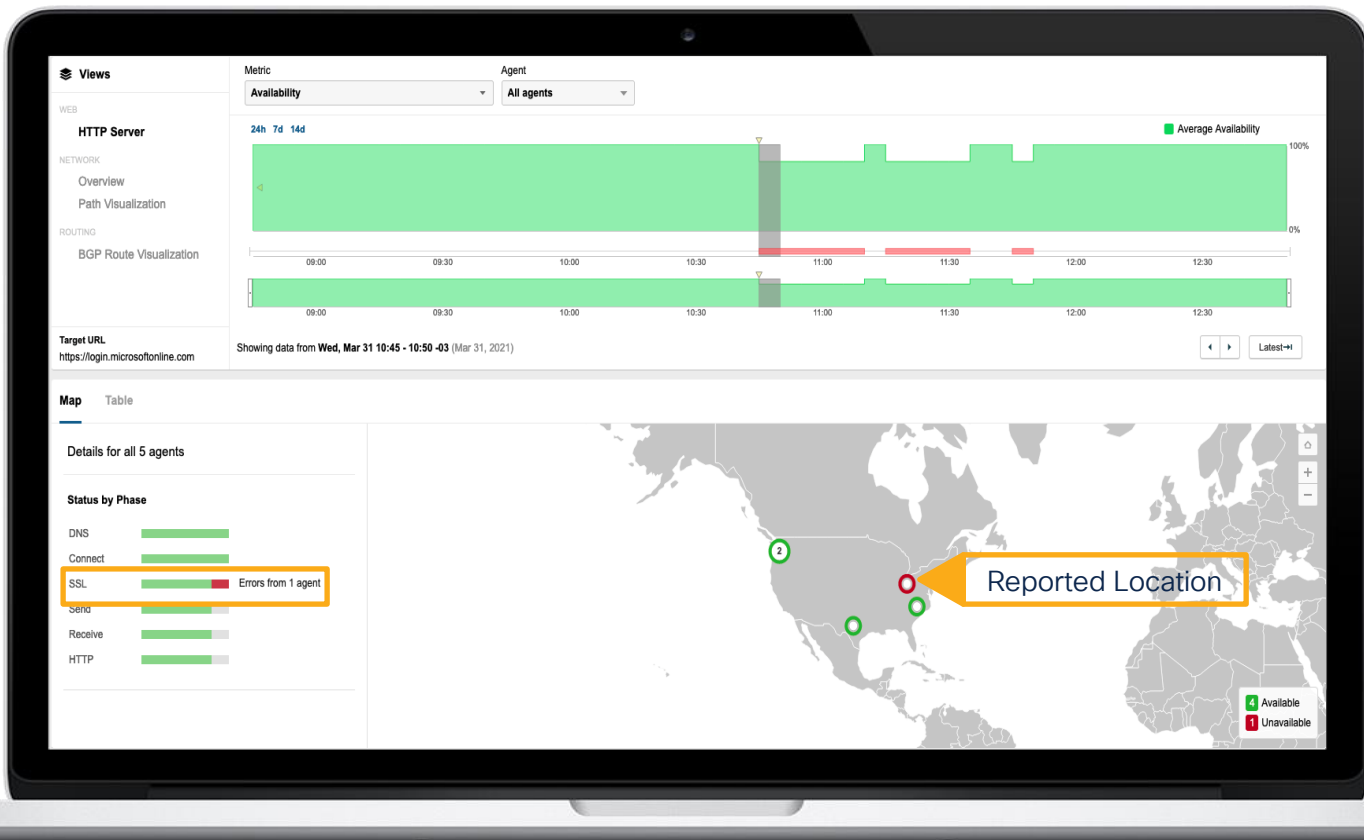 Views
WEB
HTTP Server
NETWORK
Overview
Path Visualization
ROUTING
BGP Route Visualization
Target URL
https://login.microsoftonline.com
Metric
Availability
Agent
All agents
24h 7d 14d
Average Availability
100%
0%
09:00 09:30 10:00 10:30 11:00 11:30 12:00 12:30
09:00 09:30 10:00 10:30 11:00 11:30 12:00 12:30
Showing data from Wed, Mar 31 10:45 - 10:50 -03 (Mar 31, 2021)
Latest
Map Table
Details for all 5 agents
Status by Phase
DNS
Connect
SSL Errors from 1 agent
Send
Receive
HTTP
2
Reported Location
+
−
4 Available
1 Unavailable